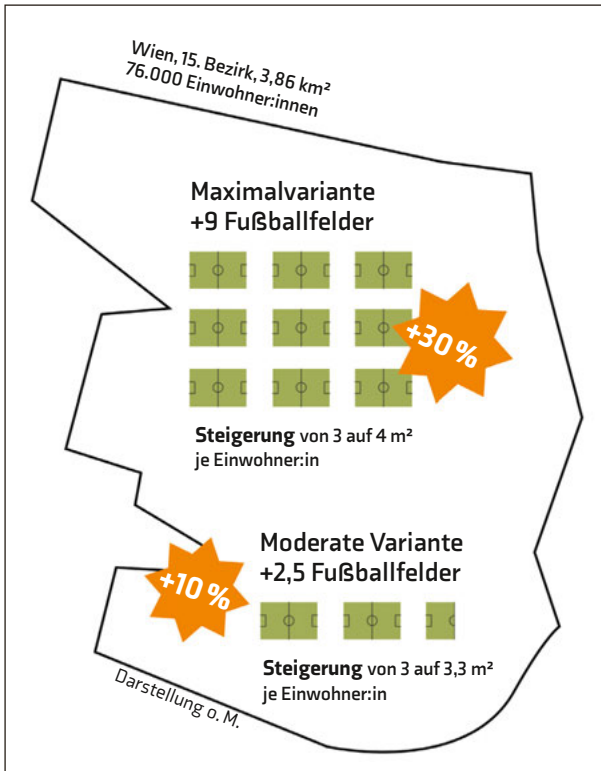 Wien, 15. Bezirk, 3,86 km²
76.000 Einwohner:innen
Maximalvariante
+9 Fußballfelder
+30 %
Steigerung von 3 auf 4 m²
je Einwohner:in
Moderate Variante
+2,5 Fußballfelder
+10 %
Steigerung von 3 auf 3,3 m²
je Einwohner:in
Darstellung o. M.